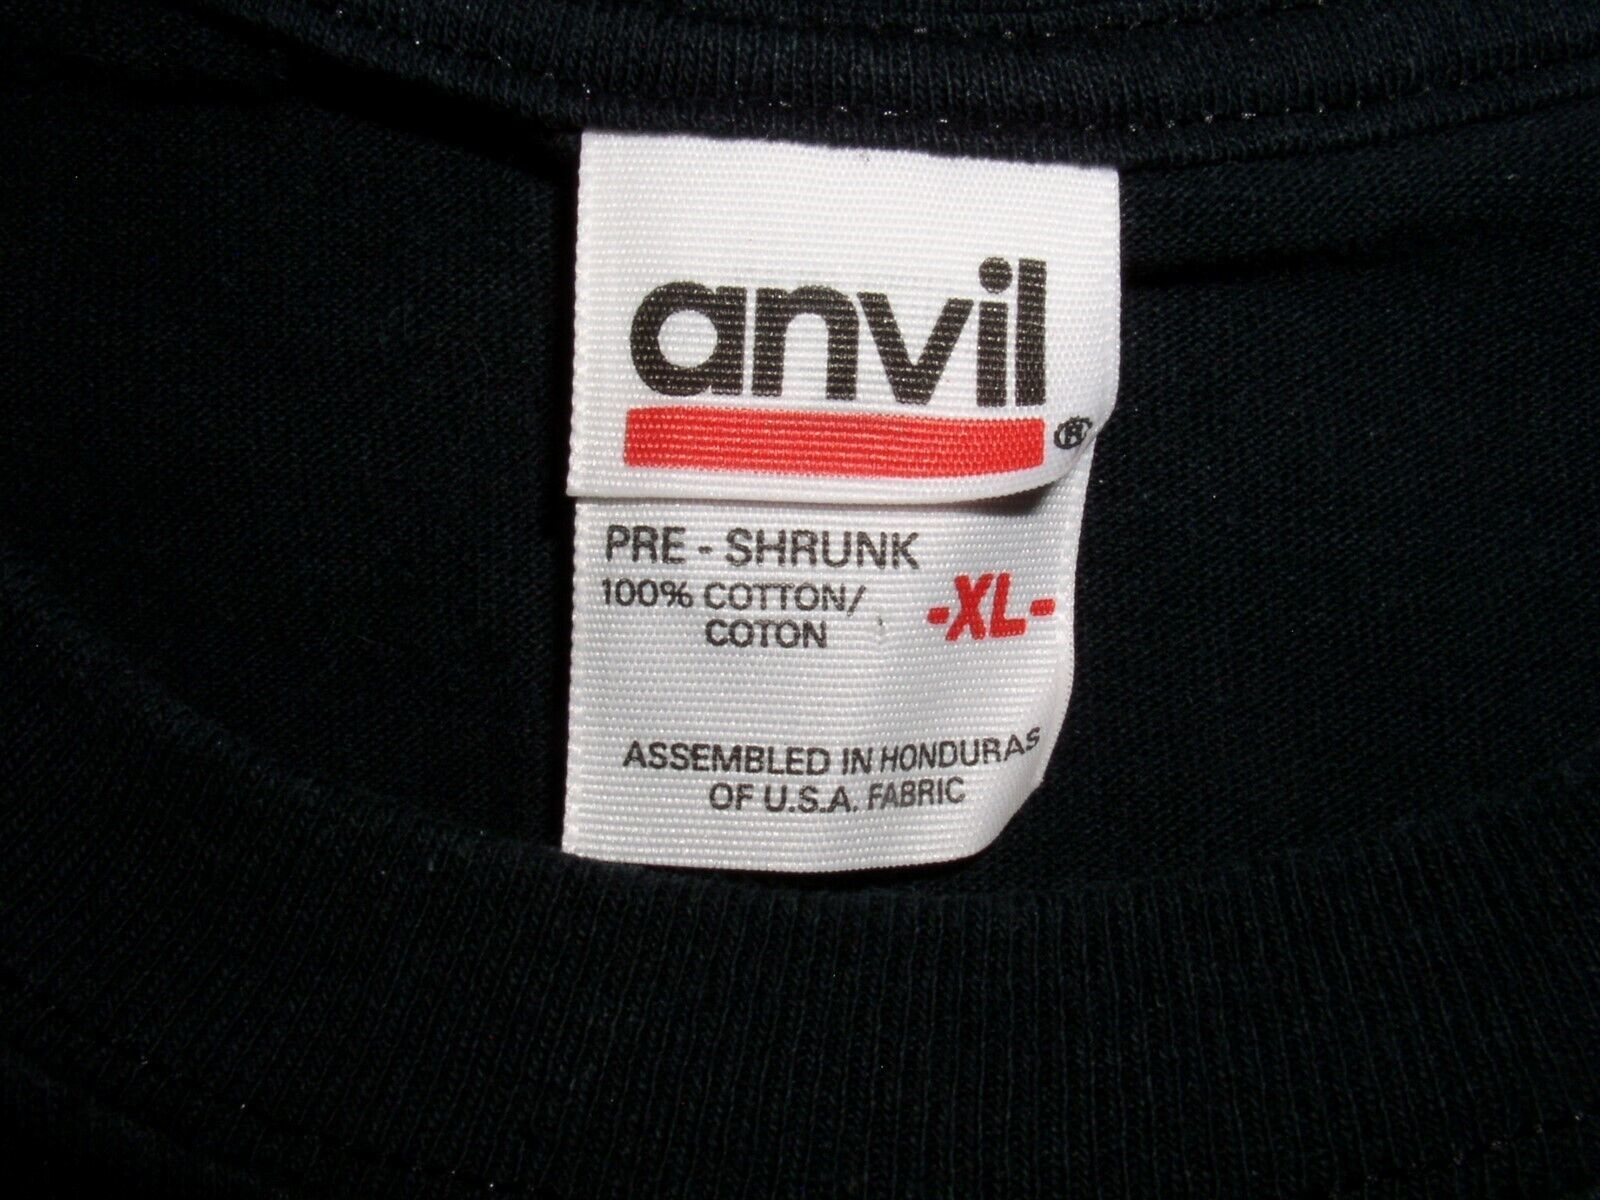 anvil
®
PRE - SHRUNK
100% COTTON/
COTON
-XL-
ASSEMBLED IN HONDURAS
OF U.S.A. FABRIC